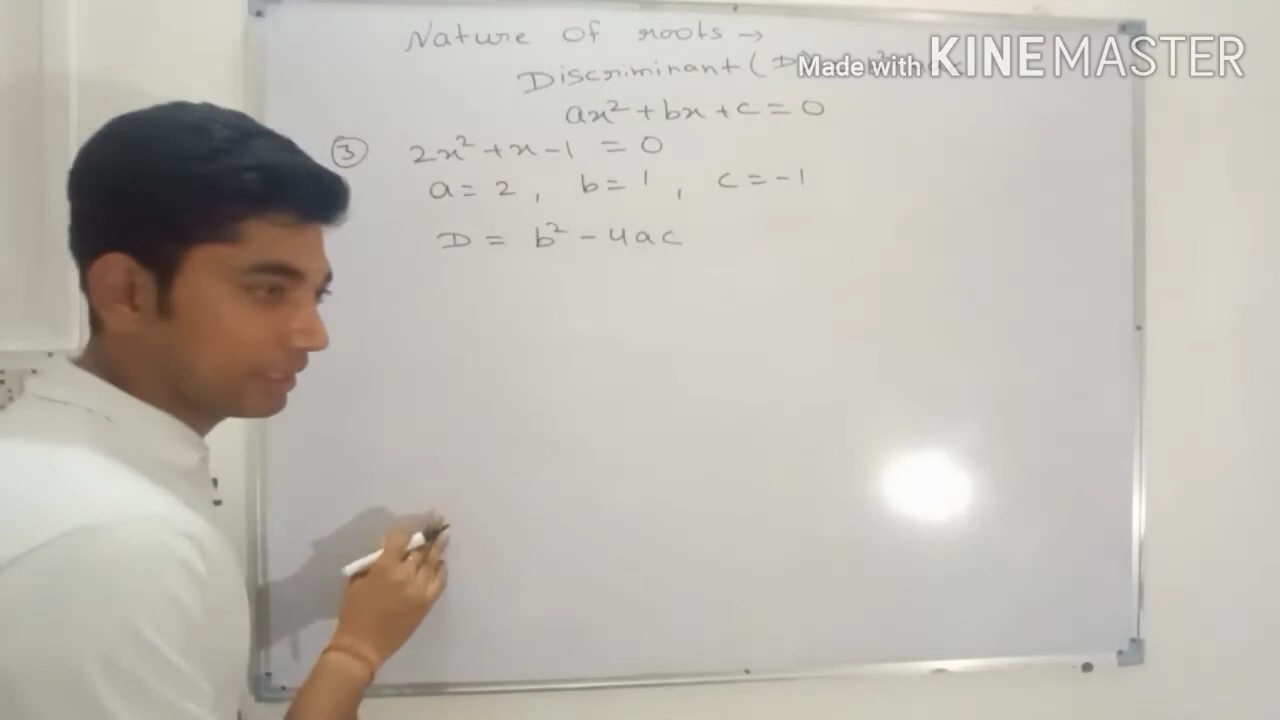 Nature of roots →
Discriminant (D
Made with KINEMASTER
ax² + bx + c = 0
③ 2x² + x - 1 = 0
a = 2 , b = 1 , c = -1
D = b² - 4ac